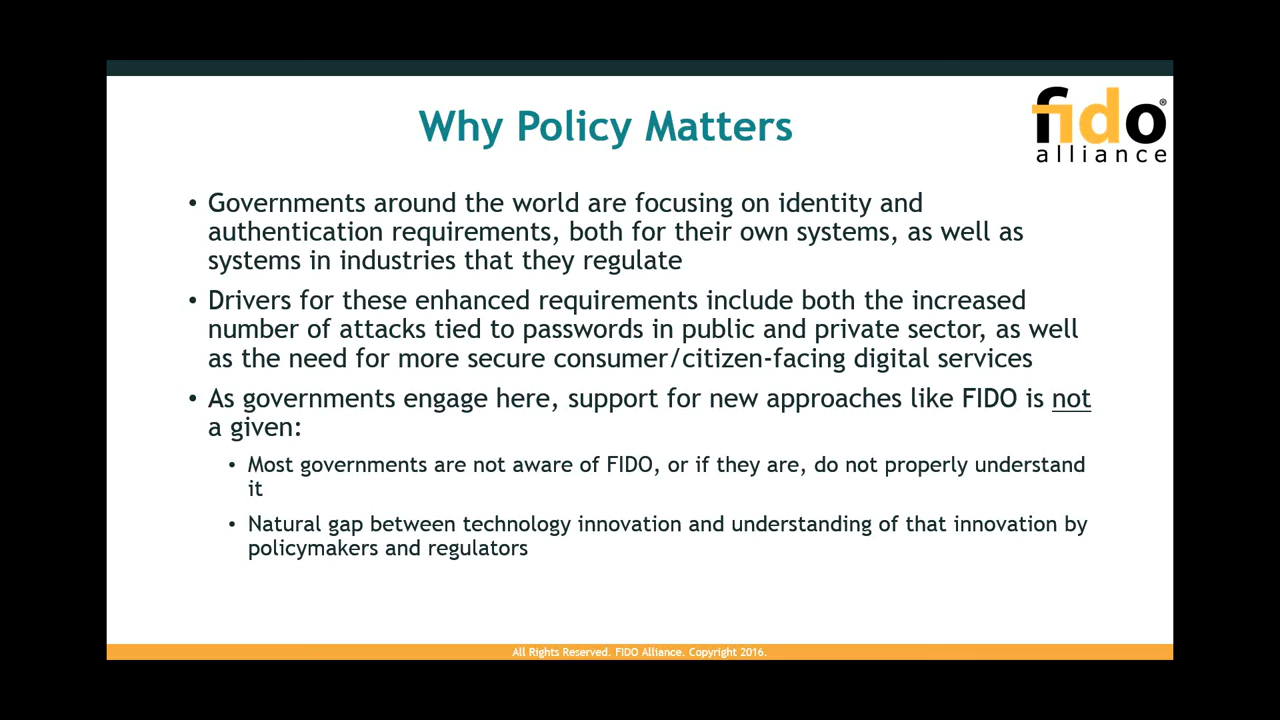 Why Policy Matters
fido®
alliance
• Governments around the world are focusing on identity and
authentication requirements, both for their own systems, as well as
systems in industries that they regulate
• Drivers for these enhanced requirements include both the increased
number of attacks tied to passwords in public and private sector, as well
as the need for more secure consumer/citizen-facing digital services
• As governments engage here, support for new approaches like FIDO is not
a given:
• Most governments are not aware of FIDO, or if they are, do not properly understand
it
• Natural gap between technology innovation and understanding of that innovation by
policymakers and regulators
All Rights Reserved. FIDO Alliance. Copyright 2016.